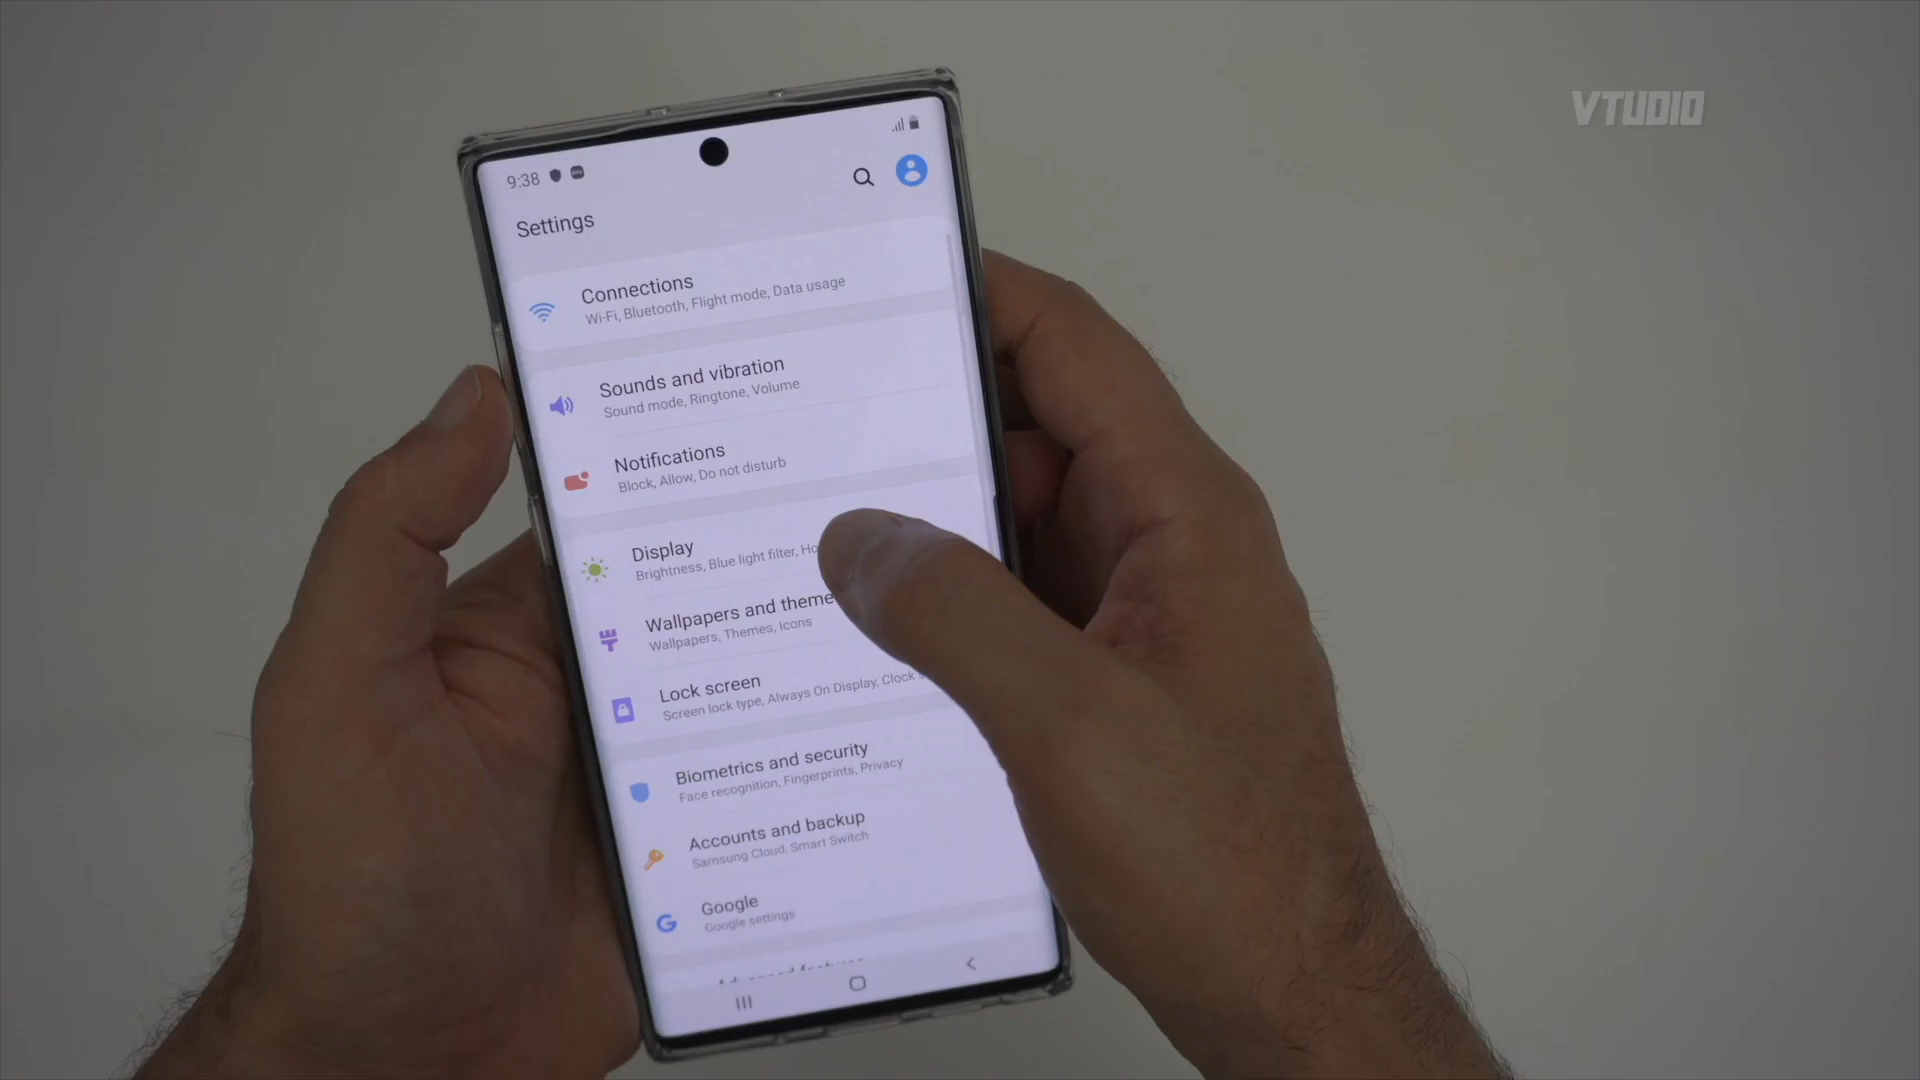 VTUDIO
9:38
Settings
Connections
Wi-Fi, Bluetooth, Flight mode, Data usage
Sounds and vibration
Sound mode, Ringtone, Volume
Notifications
Block, Allow, Do not disturb
Display
Brightness, Blue light filter,
Wallpapers and theme
Wallpapers, Themes, Icons
Lock screen
Screen lock type, Always On Display, Clock
Biometrics and security
Face recognition, Fingerprints, Privacy
Accounts and backup
Samsung Cloud, Smart Switch
Google
Google settings